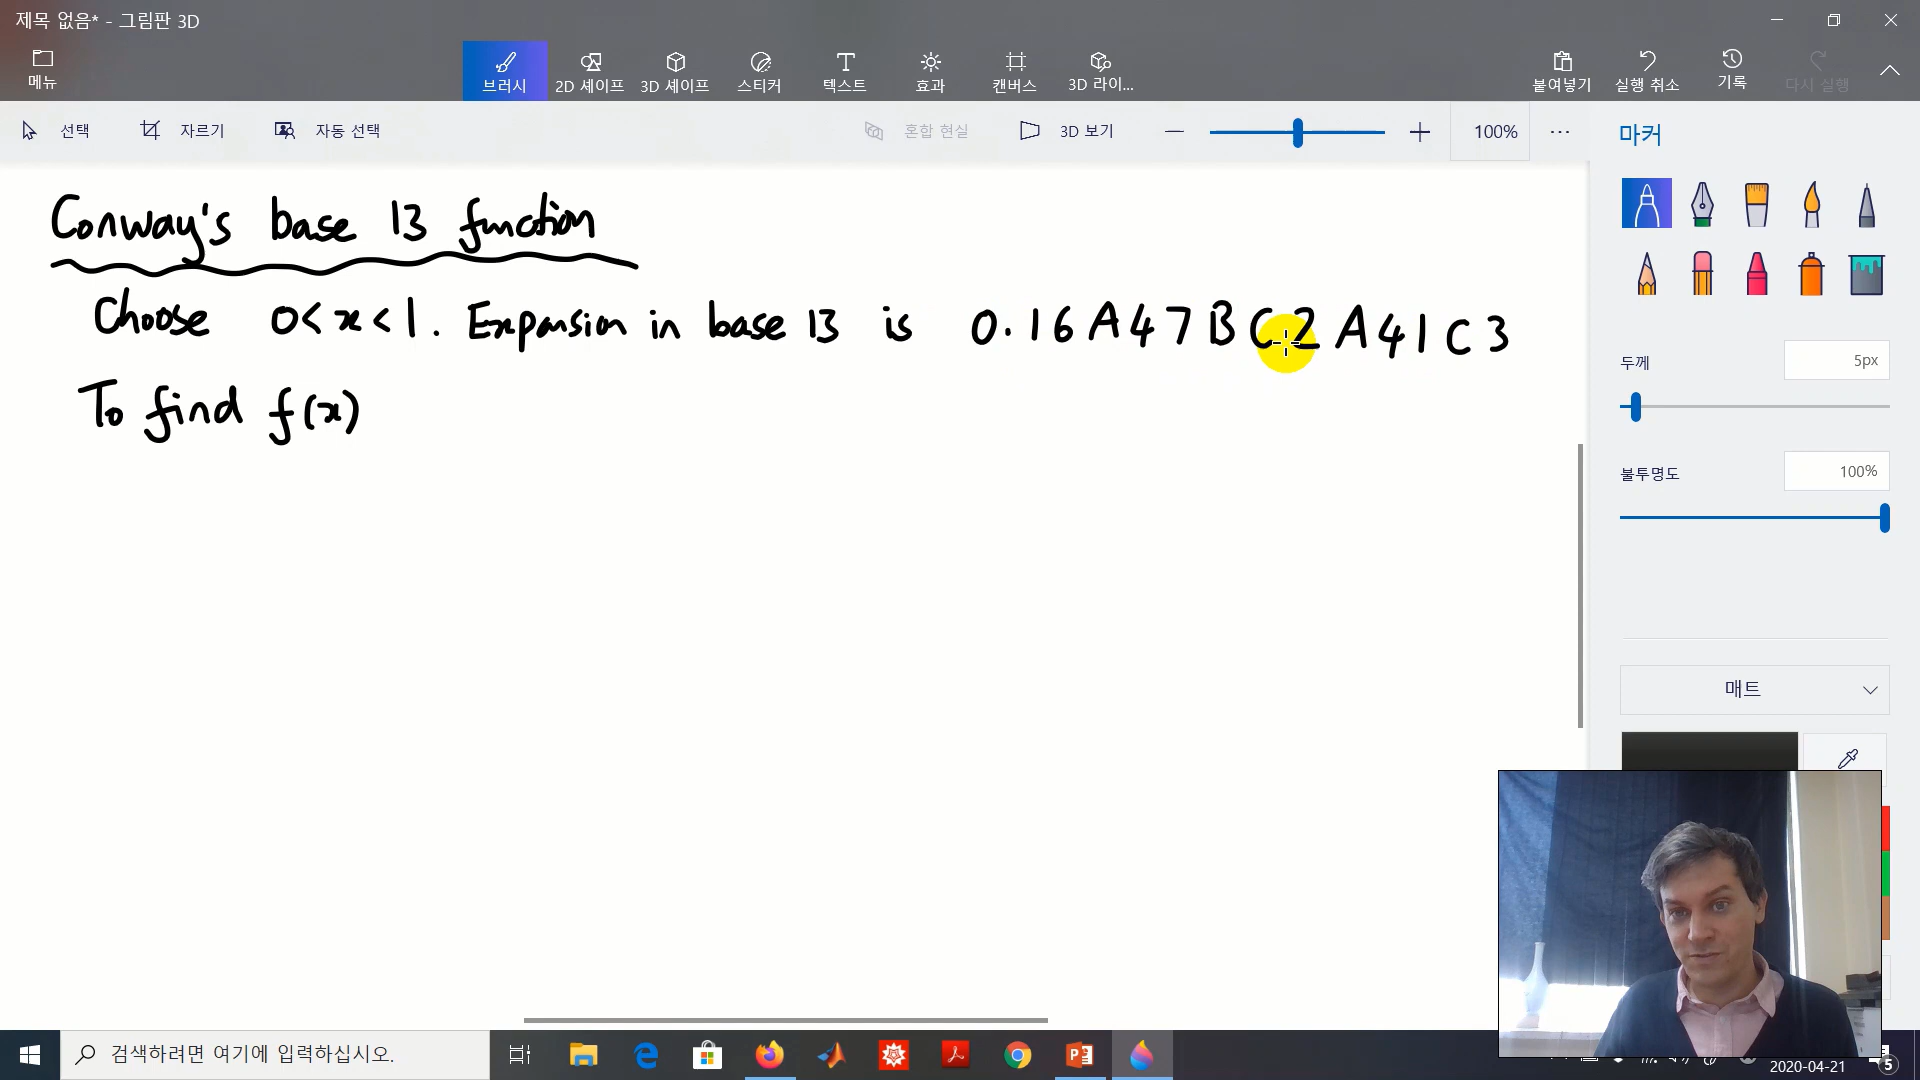 제목 없음* - 그림판 3D
메뉴
브러시 2D 셰이프 3D 셰이프 스티커 텍스트 효과 캔버스 3D 라이... 붙여넣기 실행 취소 기록 다시 실행
선택 자르기 자동 선택 혼합 현실 3D 보기 100% ...
마커
Conway's base 13 function
Choose 0<x<1. Expansion in base 13 is 0.16A47BC2A41C3
To find f(x)
두께 5px
불투명도 100%
매트
검색하려면 여기에 입력하십시오.
2020-04-21
5